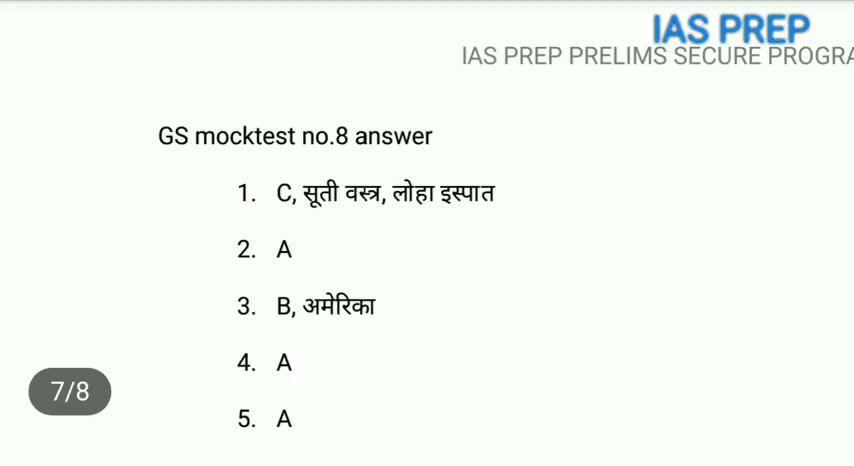 IAS PREP
IAS PREP PRELIMS SECURE PROGRA
GS mocktest no.8 answer
1. C, सूती वस्त्र, लोहा इस्पात
2. A
3. B, अमेरिका
4. A
7/8
5. A